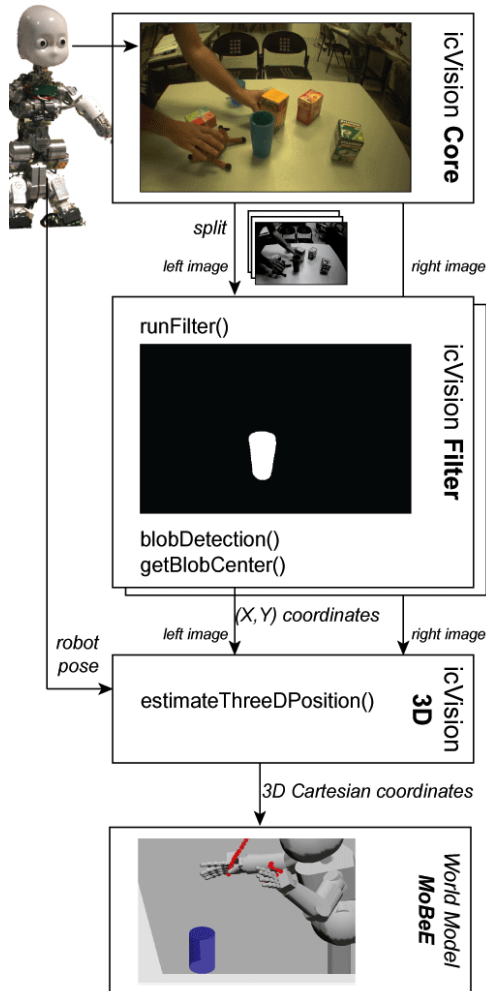 icVision Core
split
left image
right image
runFilter()
icVision Filter
blobDetection()
getBlobCenter()
(X,Y) coordinates
left image
right image
robot
pose
estimateThreeDPosition()
icVision
3D
3D Cartesian coordinates
World Model
MoBeE